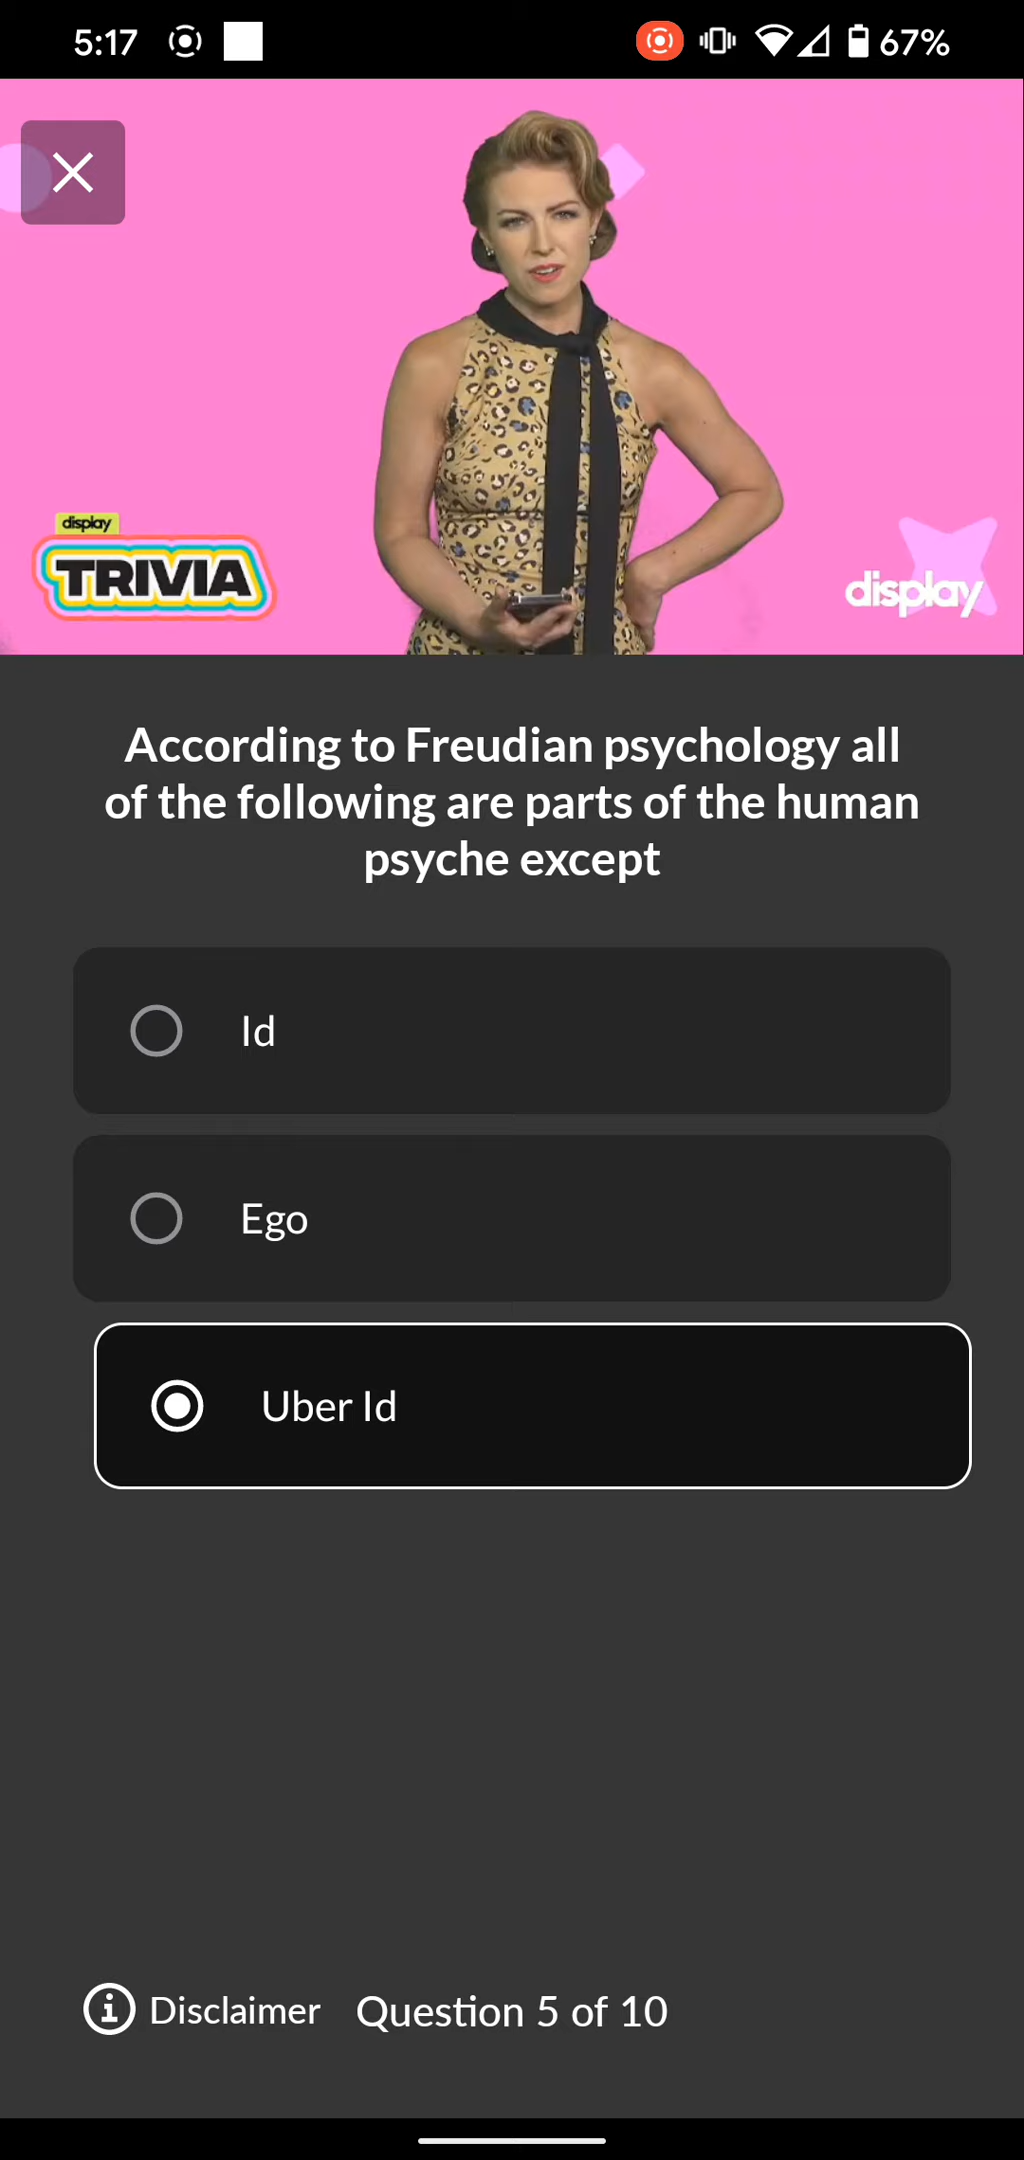 5:17
67%
display
TRIVIA
display
According to Freudian psychology all
of the following are parts of the human
psyche except
Id
Ego
Uber Id
Disclaimer
Question 5 of 10